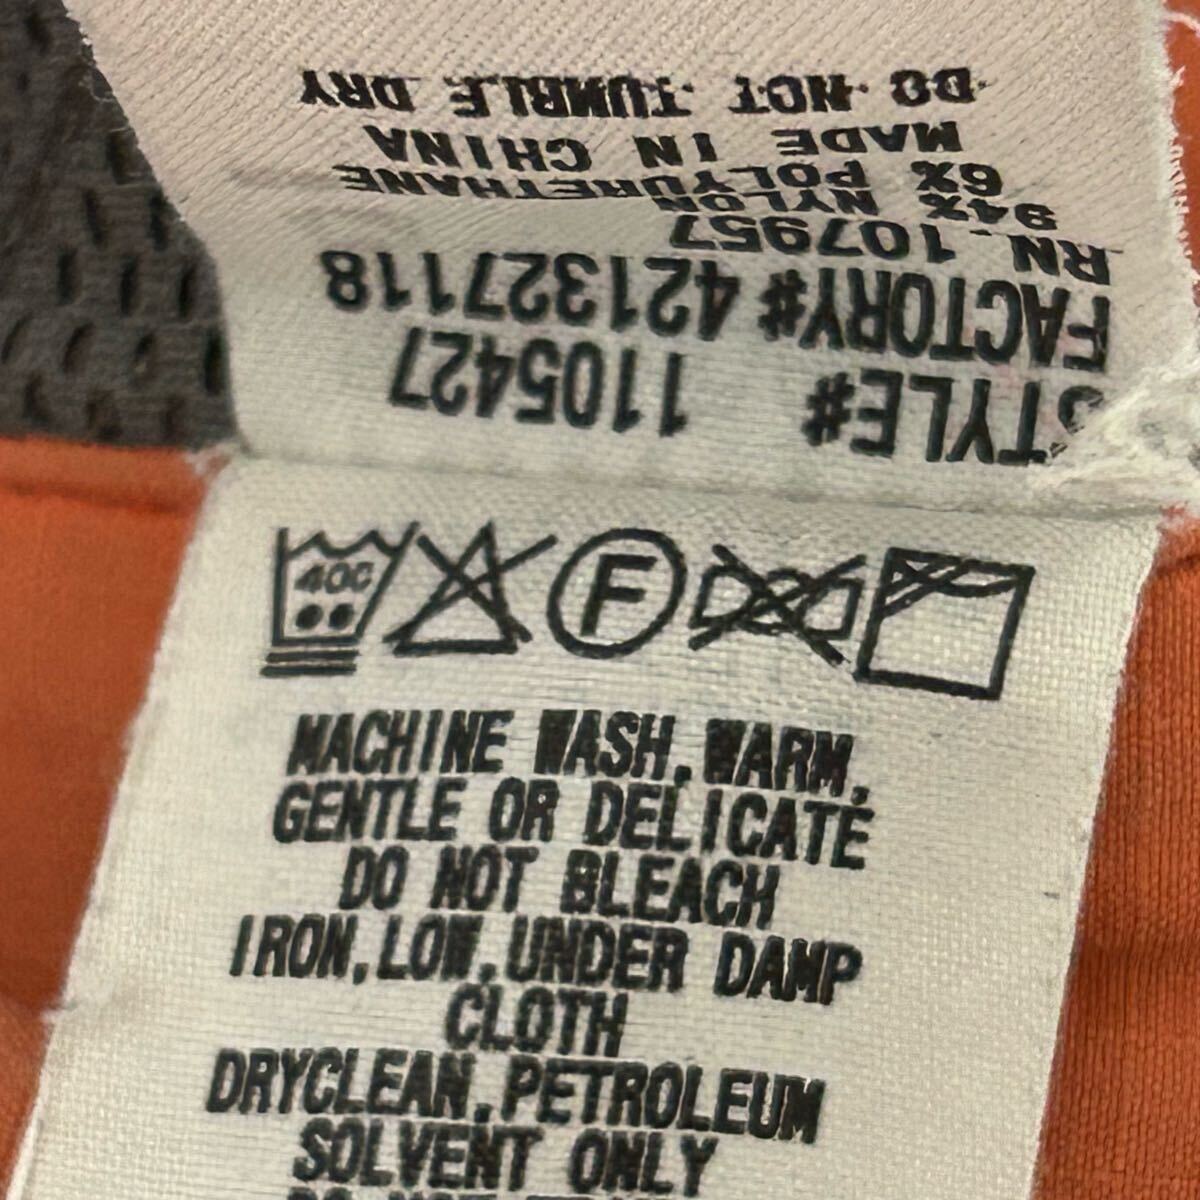 STYLE# 1105427
FACTORY# 421327118
RN. 107957
94% NYLON
6% POLYURETHANE
MADE IN CHINA
DO NOT TUMBLE DRY
40C
F
MACHINE WASH,WARM,
GENTLE OR DELICATE
DO NOT BLEACH
IRON,LOW,UNDER DAMP
CLOTH
DRYCLEAN,PETROLEUM
SOLVENT ONLY